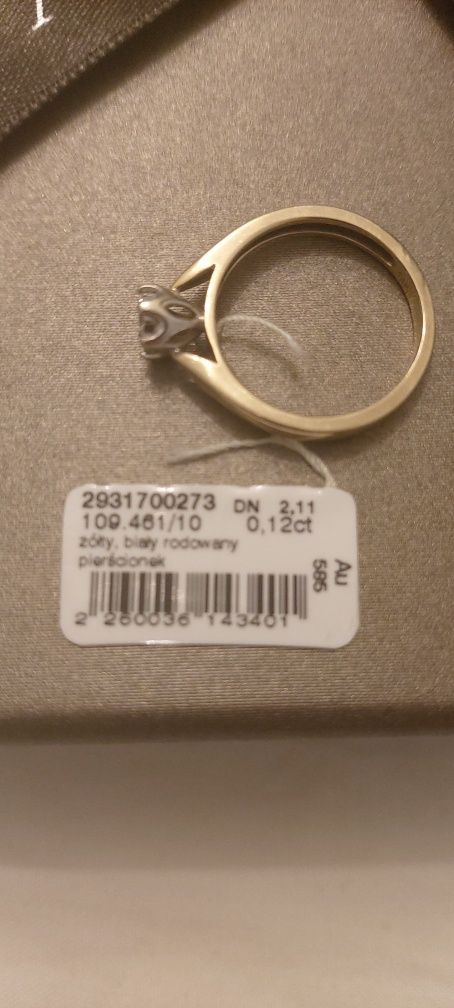 2931700273 DN 2,11
109.461/10 0,12ct
żółty, biały rodowany
pierścionek
Au
585
2 260036 143401